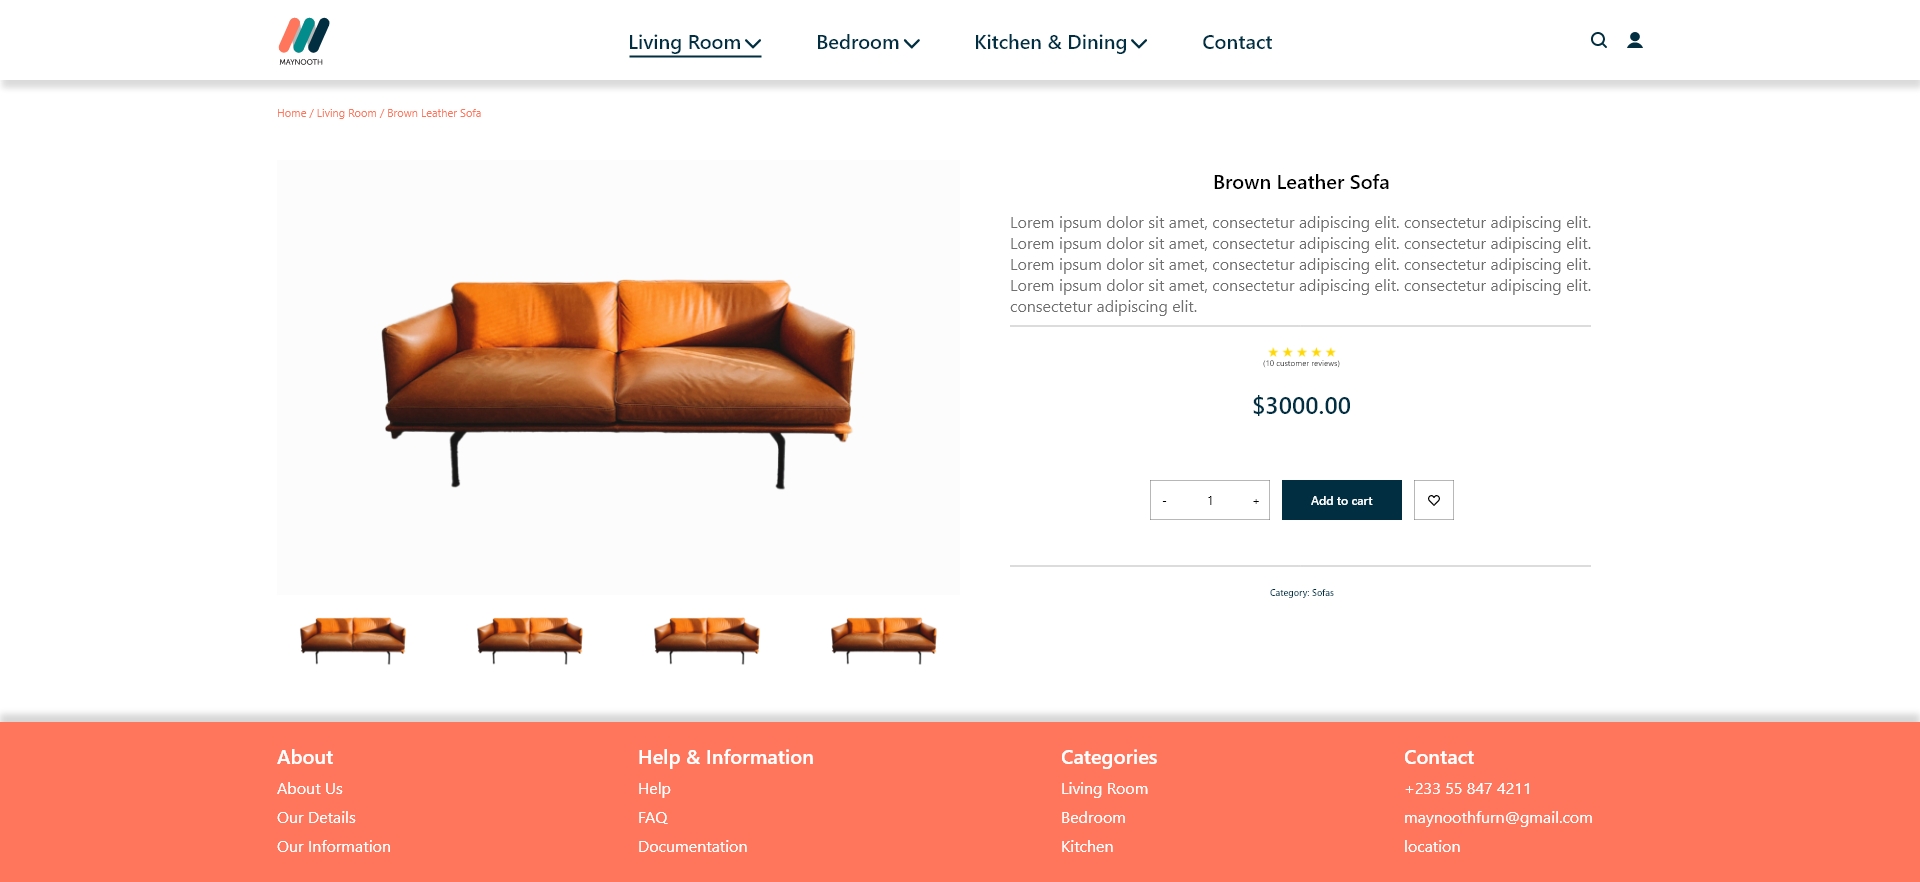 MAYNOOTH
Living Room
Bedroom
Kitchen & Dining
Contact
Home / Living Room / Brown Leather Sofa
Brown Leather Sofa
Lorem ipsum dolor sit amet, consectetur adipiscing elit. consectetur adipiscing elit.
Lorem ipsum dolor sit amet, consectetur adipiscing elit. consectetur adipiscing elit.
Lorem ipsum dolor sit amet, consectetur adipiscing elit. consectetur adipiscing elit.
Lorem ipsum dolor sit amet, consectetur adipiscing elit. consectetur adipiscing elit.
consectetur adipiscing elit.
(10 customer reviews)
$3000.00
- 1 +
Add to cart
Category: Sofas
About
About Us
Our Details
Our Information
Help & Information
Help
FAQ
Documentation
Categories
Living Room
Bedroom
Kitchen
Contact
+233 55 847 4211
maynoothfurn@gmail.com
location